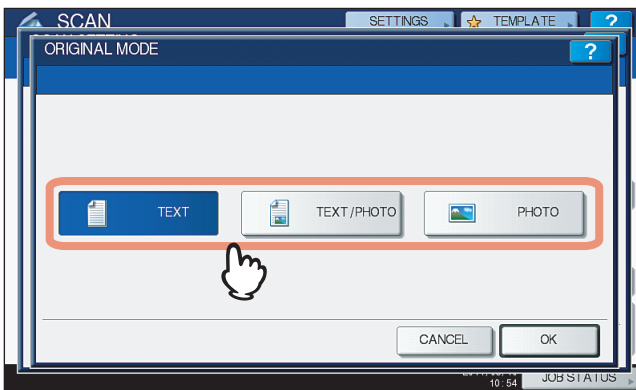 SCAN
SETTINGS
TEMPLATE
?
ORIGINAL MODE
?
TEXT
TEXT/PHOTO
PHOTO
CANCEL
OK
10:54
JOB STATUS